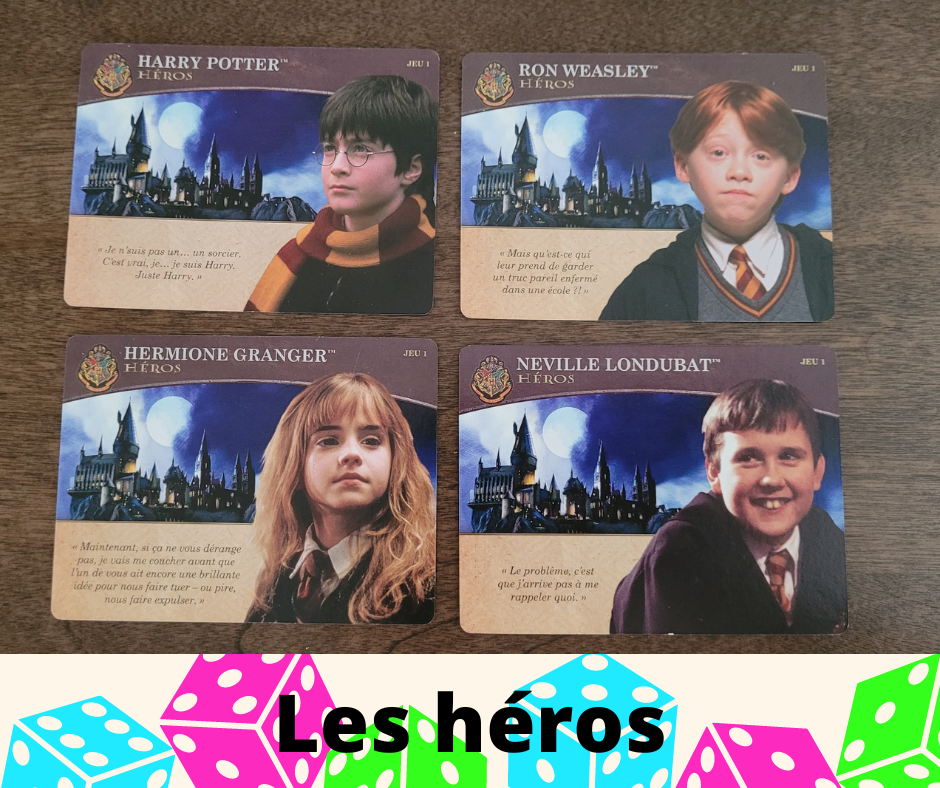 HARRY POTTER™
HÉROS
JEU 1
« Je n'suis pas un... un sorcier.
C'est vrai, je... je suis Harry.
Juste Harry. »
RON WEASLEY™
HÉROS
JEU 1
« Mais qu'est-ce qui
leur prend de garder
un truc pareil enfermé
dans une école ?! »
HERMIONE GRANGER™
HÉROS
JEU 1
« Maintenant, si ça ne vous dérange
pas, je vais me coucher avant que
l'un de vous ait encore une brillante
idée pour nous faire tuer – ou pire,
nous faire expulser. »
NEVILLE LONDUBAT™
HÉROS
JEU 1
« Le problème, c'est
que j'arrive pas à me
rappeler quoi. »
Les héros